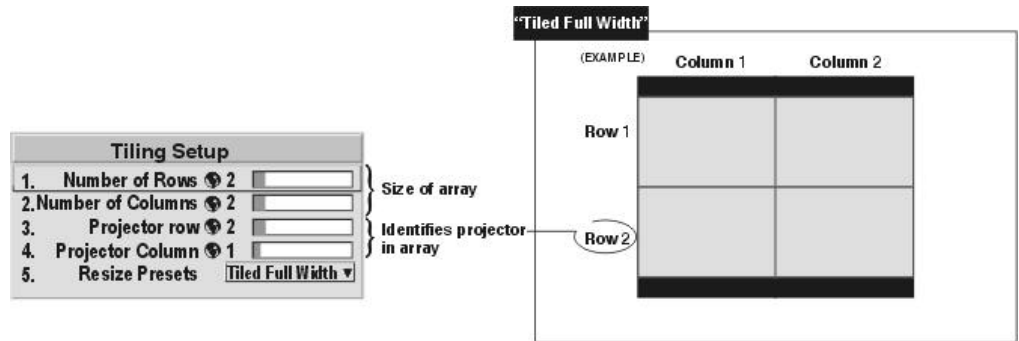 Tiling Setup
1. Number of Rows 2
2. Number of Columns 2
3. Projector row 2
4. Projector Column 1
5. Resize Presets Tiled Full Width ▼
Size of array
Identifies projector
in array
"Tiled Full Width"
(EXAMPLE)
Column 1 Column 2
Row 1
Row 2